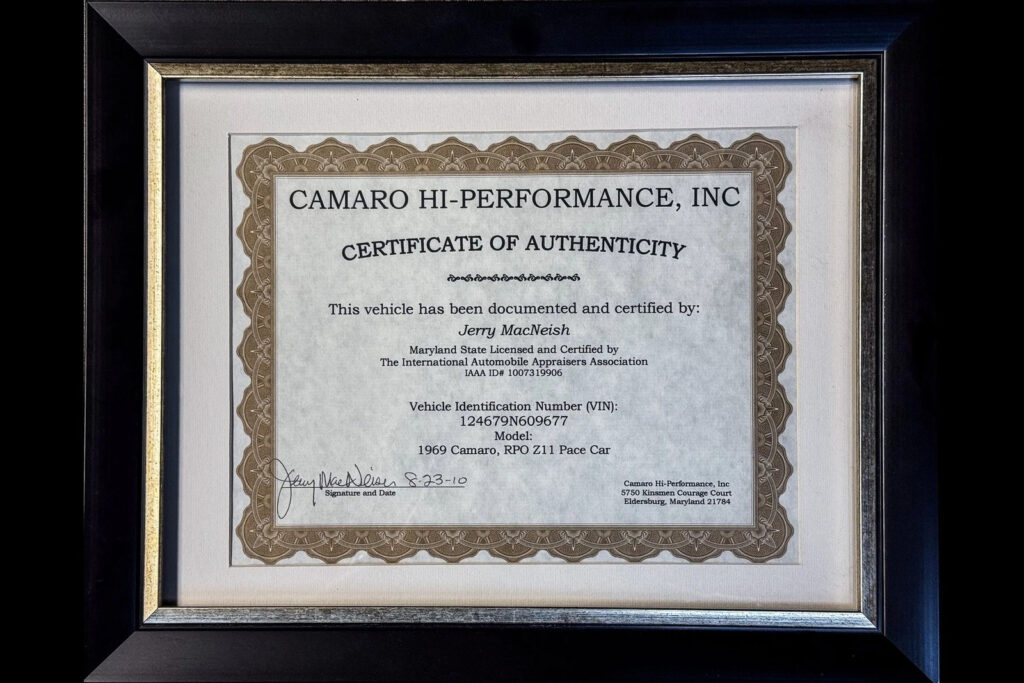 CAMARO HI-PERFORMANCE, INC
CERTIFICATE OF AUTHENTICITY
This vehicle has been documented and certified by:
Jerry MacNeish
Maryland State Licensed and Certified by
The International Automobile Appraisers Association
IAAA ID# 1007319906
Vehicle Identification Number (VIN):
124679N609677
Model:
1969 Camaro, RPO Z11 Pace Car
Jerry MacNeish 8-23-10
Signature and Date
Camaro Hi-Performance, Inc
5750 Kinsmen Courage Court
Eldersburg, Maryland 21784